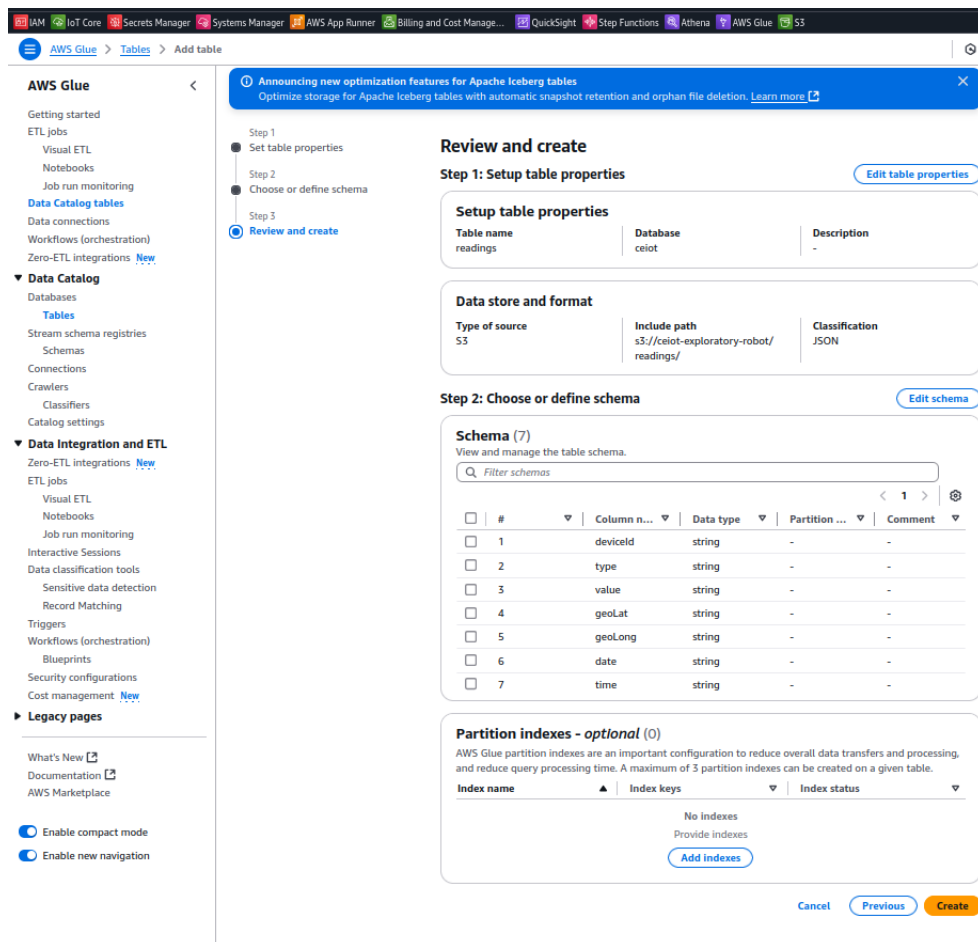 IAM IoT Core Secrets Manager Systems Manager AWS App Runner Billing and Cost Manage... QuickSight Step Functions Athena AWS Glue S3
AWS Glue > Tables > Add table
AWS Glue
Getting started
ETL jobs
Visual ETL
Notebooks
Job run monitoring
Data Catalog tables
Data connections
Workflows (orchestration)
Zero-ETL integrations New
Data Catalog
Databases
Tables
Stream schema registries
Schemas
Connections
Crawlers
Classifiers
Catalog settings
Data Integration and ETL
Zero-ETL integrations New
ETL jobs
Visual ETL
Notebooks
Job run monitoring
Interactive Sessions
Data classification tools
Sensitive data detection
Record Matching
Triggers
Workflows (orchestration)
Blueprints
Security configurations
Cost management New
Legacy pages
What's New
Documentation
AWS Marketplace
Enable compact mode
Enable new navigation
Announcing new optimization features for Apache Iceberg tables
Optimize storage for Apache Iceberg tables with automatic snapshot retention and orphan file deletion. Learn more
Step 1
Set table properties
Step 2
Choose or define schema
Step 3
Review and create
Review and create
Step 1: Setup table properties Edit table properties
Setup table properties
Table name Database Description
readings ceiot -
Data store and format
Type of source Include path Classification
S3 s3://ceiot-exploratory-robot/ JSON
readings/
Step 2: Choose or define schema Edit schema
Schema (7)
View and manage the table schema.
Filter schemas
< 1 >
# Column n... Data type Partition ... Comment
1 deviceId string - -
2 type string - -
3 value string - -
4 geoLat string - -
5 geoLong string - -
6 date string - -
7 time string - -
Partition indexes - optional (0)
AWS Glue partition indexes are an important configuration to reduce overall data transfers and processing,
and reduce query processing time. A maximum of 3 partition indexes can be created on a given table.
Index name Index keys Index status
No indexes
Provide indexes
Add indexes
Cancel Previous Create